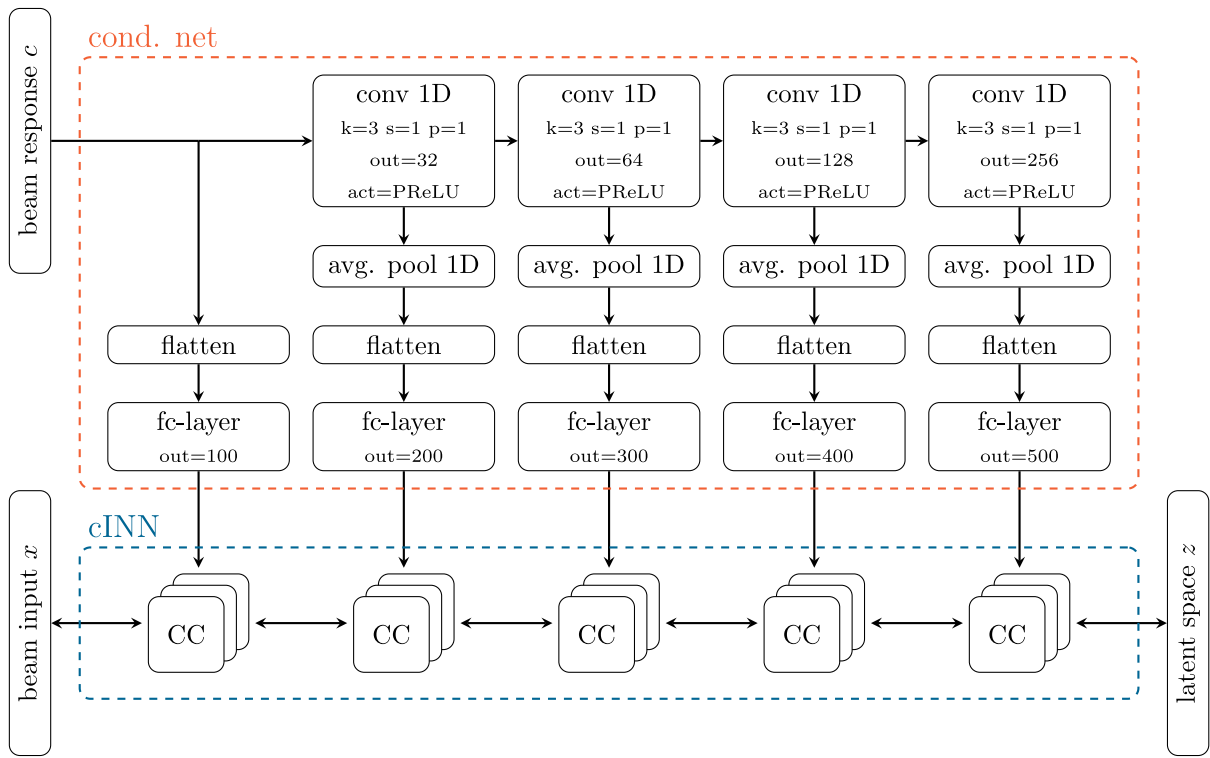 cond. net
beam response c
conv 1D
k=3 s=1 p=1
out=32
act=PReLU
conv 1D
k=3 s=1 p=1
out=64
act=PReLU
conv 1D
k=3 s=1 p=1
out=128
act=PReLU
conv 1D
k=3 s=1 p=1
out=256
act=PReLU
avg. pool 1D
avg. pool 1D
avg. pool 1D
avg. pool 1D
flatten
flatten
flatten
flatten
flatten
fc-layer
out=100
fc-layer
out=200
fc-layer
out=300
fc-layer
out=400
fc-layer
out=500
cINN
beam input x
CC
CC
CC
CC
CC
latent space z